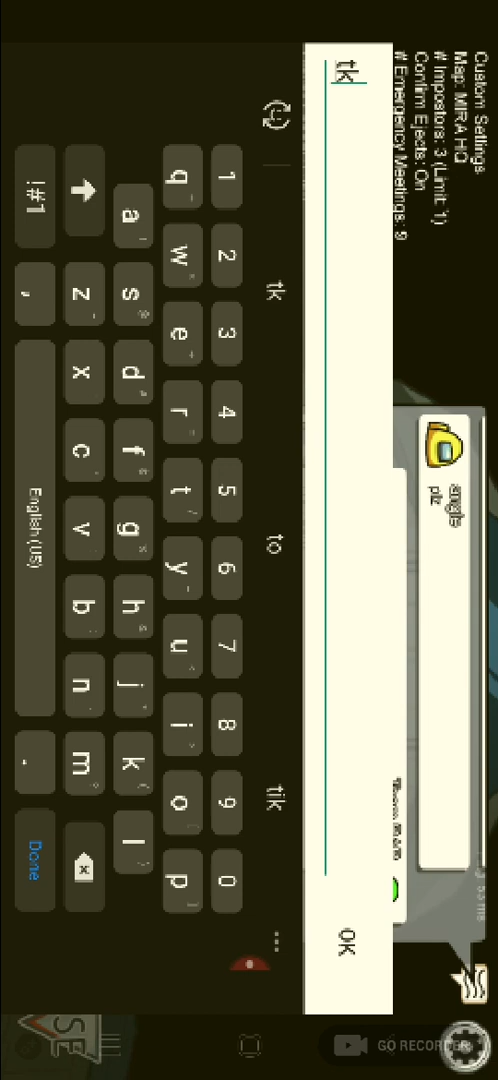 Custom Settings
Map: MIRA HQ
# Impostors: 3 (Limit: 1)
Confirm Ejects: On
# Emergency Meetings: 9
plz
tk
OK
tk
to
tik
...
1 2 3 4 5 6 7 8 9 0
q w e r t y u i o p
a s d f g h j k l
z x c v b n m
!#1
,
English (US)
.
Done
GO RECORDER
SE